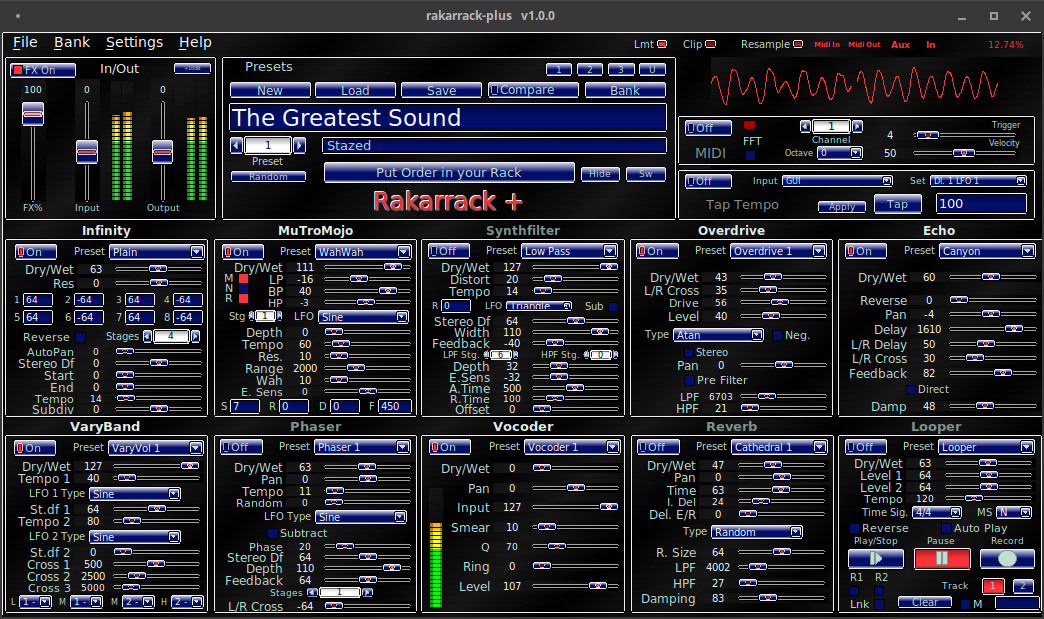 rakarrack-plus v1.0.0
File Bank Settings Help
Lmt Clip Resample Midi In Midi Out Aux In 12.74%
FX On In/Out +10dB
100 0 0
FX% Input Output
Presets 1 2 3 U
New Load Save Compare Bank
The Greatest Sound
1 Stazed
Preset
Random Put Order in your Rack Hide Sw
Rakarrack +
Off FFT 1 Channel 4 Trigger
MIDI Octave 0 50 Velocity
Off Input GUI Set Di. 1 LFO 1
Tap Tempo Apply Tap 100
Infinity
On Preset Plain
Dry/Wet 63
Res 0
1 64 2 -64 3 64 4 -64
5 64 6 -64 7 64 8 -64
Reverse Stages 4
AutoPan 0
Stereo Df 0
Start 0
End 0
Tempo 14
Subdiv 0
MuTroMojo
On Preset WahWah
Dry/Wet 111
M LP -16
N BP 40
R HP -3
Stg 1 LFO Sine
Depth 0
Tempo 60
Res. 10
Range 2000
Wah 10
E. Sens 0
S 7 R 0 D 0 F 450
Synthfilter
Off Preset Low Pass
Dry/Wet 127
Distort 20
Tempo 14
R 0 LFO Triangle Sub
Stereo Df 64
Width 110
Feedback -40
LPF Stg. 6 HPF Stg. 0
Depth 32
E.Sens -32
A.Time 500
R.Time 100
Offset 0
Overdrive
On Preset Overdrive 1
Dry/Wet 43
L/R Cross 35
Drive 56
Level 40
Type Atan Neg.
Stereo
Pan 0
Pre Filter
LPF 6703
HPF 21
Echo
On Preset Canyon
Dry/Wet 60
Reverse 0
Pan -4
Delay 1610
L/R Delay 50
L/R Cross 30
Feedback 82
Direct
Damp 48
VaryBand
On Preset VaryVol 1
Dry/Wet 127
Tempo 1 40
LFO 1 Type Sine
St.df 1 64
Tempo 2 80
LFO 2 Type Sine
St.df 2 0
Cross 1 500
Cross 2 2500
Cross 3 5000
L 1 - M 1 - M 2 - H 2 -
Phaser
Off Preset Phaser 1
Dry/Wet 63
Pan 0
Tempo 11
Random 0
LFO Type Sine
Subtract
Phase 20
Stereo Df 64
Depth 110
Feedback 64
Stages 1
L/R Cross -64
Vocoder
On Preset Vocoder 1
Dry/Wet 0
Pan 0
Input 127
Smear 10
Q 70
Ring 0
Level 107
Reverb
Off Preset Cathedral 1
Dry/Wet 47
Pan 0
Time 63
I. Del 24
Del. E/R 0
Type Random
R. Size 64
LPF 4002
HPF 27
Damping 83
Looper
Off Preset Looper
Dry/Wet 63
Level 1 64
Level 2 64
Tempo 120
Time Sig. 4/4 MS N
Reverse Auto Play
Play/Stop Pause Record
R1 R2 Track 1 2
Lnk Clear M